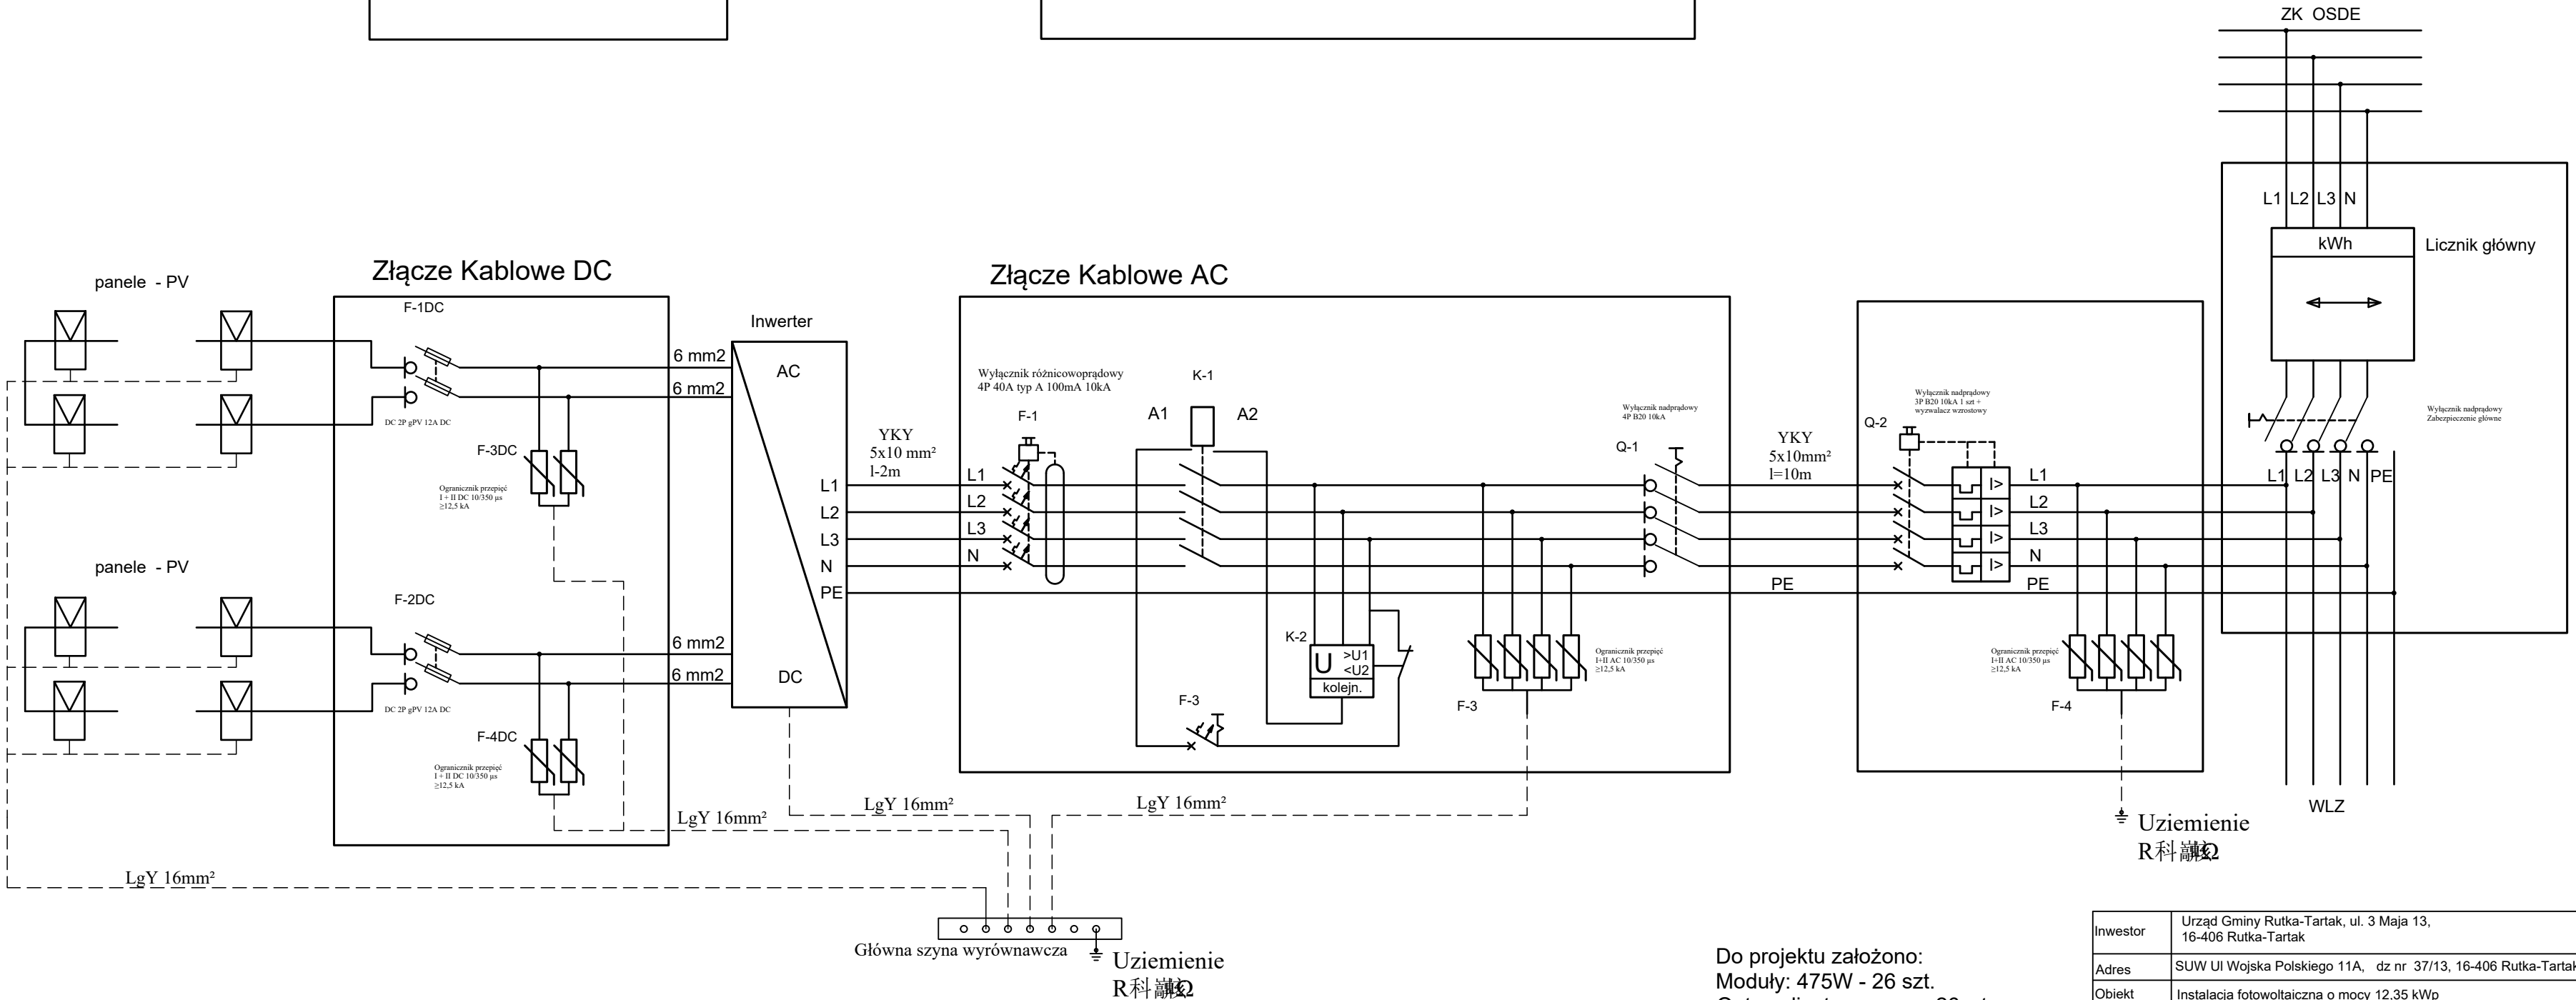 ZK OSDE
L1 L2 L3 N
kWh
Licznik główny
Wyłącznik nadprądowy
Zabezpieczenie główne
L1 L2 L3 N PE
WLZ
panele - PV
panele - PV
Złącze Kablowe DC
F-1DC
DC 2P gPV 12A DC
F-3DC
Ogranicznik przepięć
I + II DC 10/350 µs
≥12,5 kA
F-2DC
DC 2P gPV 12A DC
F-4DC
Ogranicznik przepięć
I + II DC 10/350 µs
≥12,5 kA
6 mm2
6 mm2
6 mm2
6 mm2
Inwerter
AC
DC
L1
L2
L3
N
PE
YKY
5x10 mm²
l-2m
Złącze Kablowe AC
Wyłącznik różnicowoprądowy
4P 40A typ A 100mA 10kA
F-1
L1
L2
L3
N
K-1
A1 A2
K-2
U >U1
<U2
kolejn.
F-3
F-3
Ogranicznik przepięć
I+II AC 10/350 µs
≥12,5 kA
Wyłącznik nadprądowy
4P B20 10kA
Q-1
YKY
5x10mm²
l=10m
PE
Wyłącznik nadprądowy
3P B20 10kA 1 szt +
wyzwalacz wzrostowy
Q-2
I>
I>
I>
I>
L1
L2
L3
N
PE
Ogranicznik przepięć
I+II AC 10/350 µs
≥12,5 kA
F-4
Uziemienie
LgY 16mm²
LgY 16mm²
LgY 16mm²
LgY 16mm²
Główna szyna wyrównawcza
Uziemienie
Do projektu założono:
Moduły: 475W - 26 szt.
Inwestor
Urząd Gminy Rutka-Tartak, ul. 3 Maja 13,
16-406 Rutka-Tartak
Adres
SUW Ul Wojska Polskiego 11A, dz nr 37/13, 16-406 Rutka-Tartak
Obiekt
Instalacja fotowoltaiczna o mocy 12,35 kWp